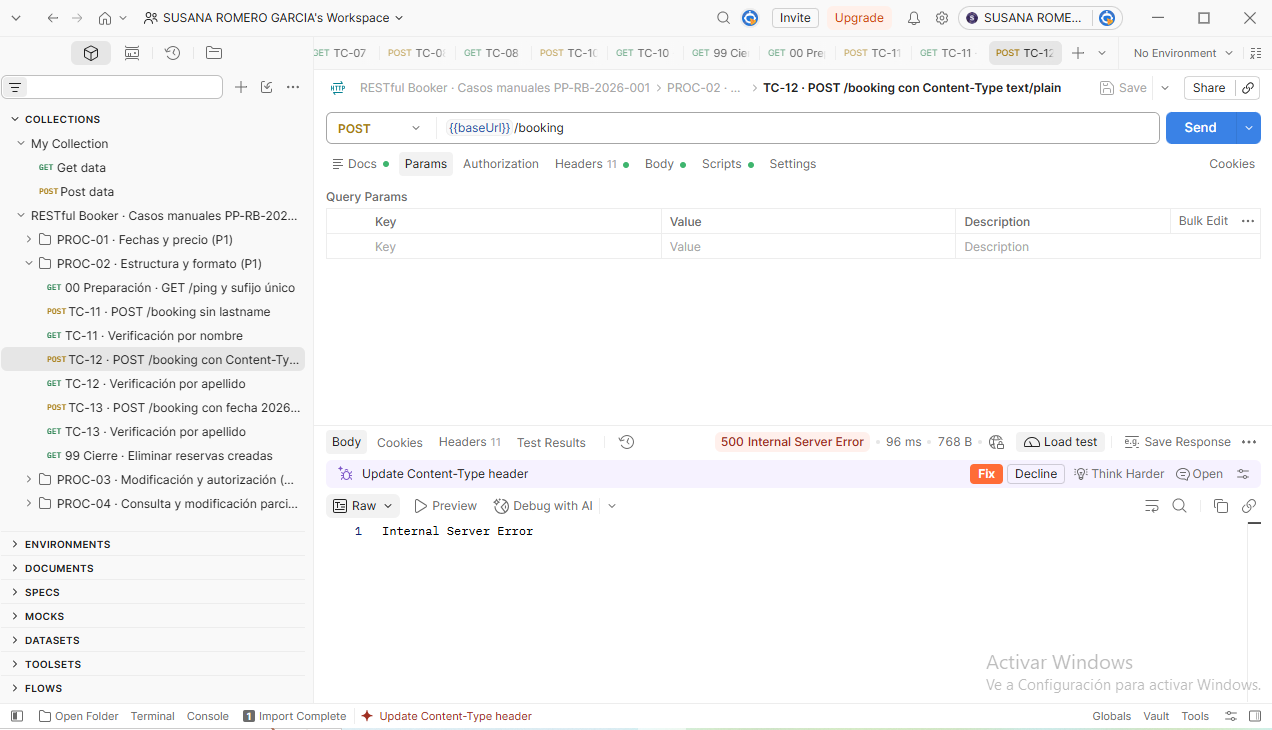 SUSANA ROMERO GARCIA's Workspace
Invite
Upgrade
SUSANA ROME...
GET TC-07
POST TC-0
GET TC-08
POST TC-10
GET TC-10
GET 99 Cie
GET 00 Pre
POST TC-11
GET TC-11
POST TC-12
No Environment
RESTful Booker · Casos manuales PP-RB-2026-001
PROC-02 · ...
TC-12 · POST /booking con Content-Type text/plain
Save
Share
COLLECTIONS
My Collection
GET Get data
POST Post data
RESTful Booker · Casos manuales PP-RB-202...
PROC-01 · Fechas y precio (P1)
PROC-02 · Estructura y formato (P1)
GET 00 Preparación · GET /ping y sufijo único
POST TC-11 · POST /booking sin lastname
GET TC-11 · Verificación por nombre
POST TC-12 · POST /booking con Content-Ty...
GET TC-12 · Verificación por apellido
POST TC-13 · POST /booking con fecha 2026...
GET TC-13 · Verificación por apellido
GET 99 Cierre · Eliminar reservas creadas
PROC-03 · Modificación y autorización (...
PROC-04 · Consulta y modificación parci...
ENVIRONMENTS
DOCUMENTS
SPECS
MOCKS
DATASETS
TOOLSETS
FLOWS
POST
{{baseUrl}} /booking
Send
Docs
Params
Authorization
Headers 11
Body
Scripts
Settings
Cookies
Query Params
Key
Value
Description
Bulk Edit
Key
Value
Description
Body
Cookies
Headers 11
Test Results
500 Internal Server Error
96 ms
768 B
Load test
e.g. Save Response
Update Content-Type header
Fix
Decline
Think Harder
Open
Raw
Preview
Debug with AI
1 Internal Server Error
Activar Windows
Ve a Configuración para activar Windows.
Open Folder
Terminal
Console
1 Import Complete
Update Content-Type header
Globals
Vault
Tools